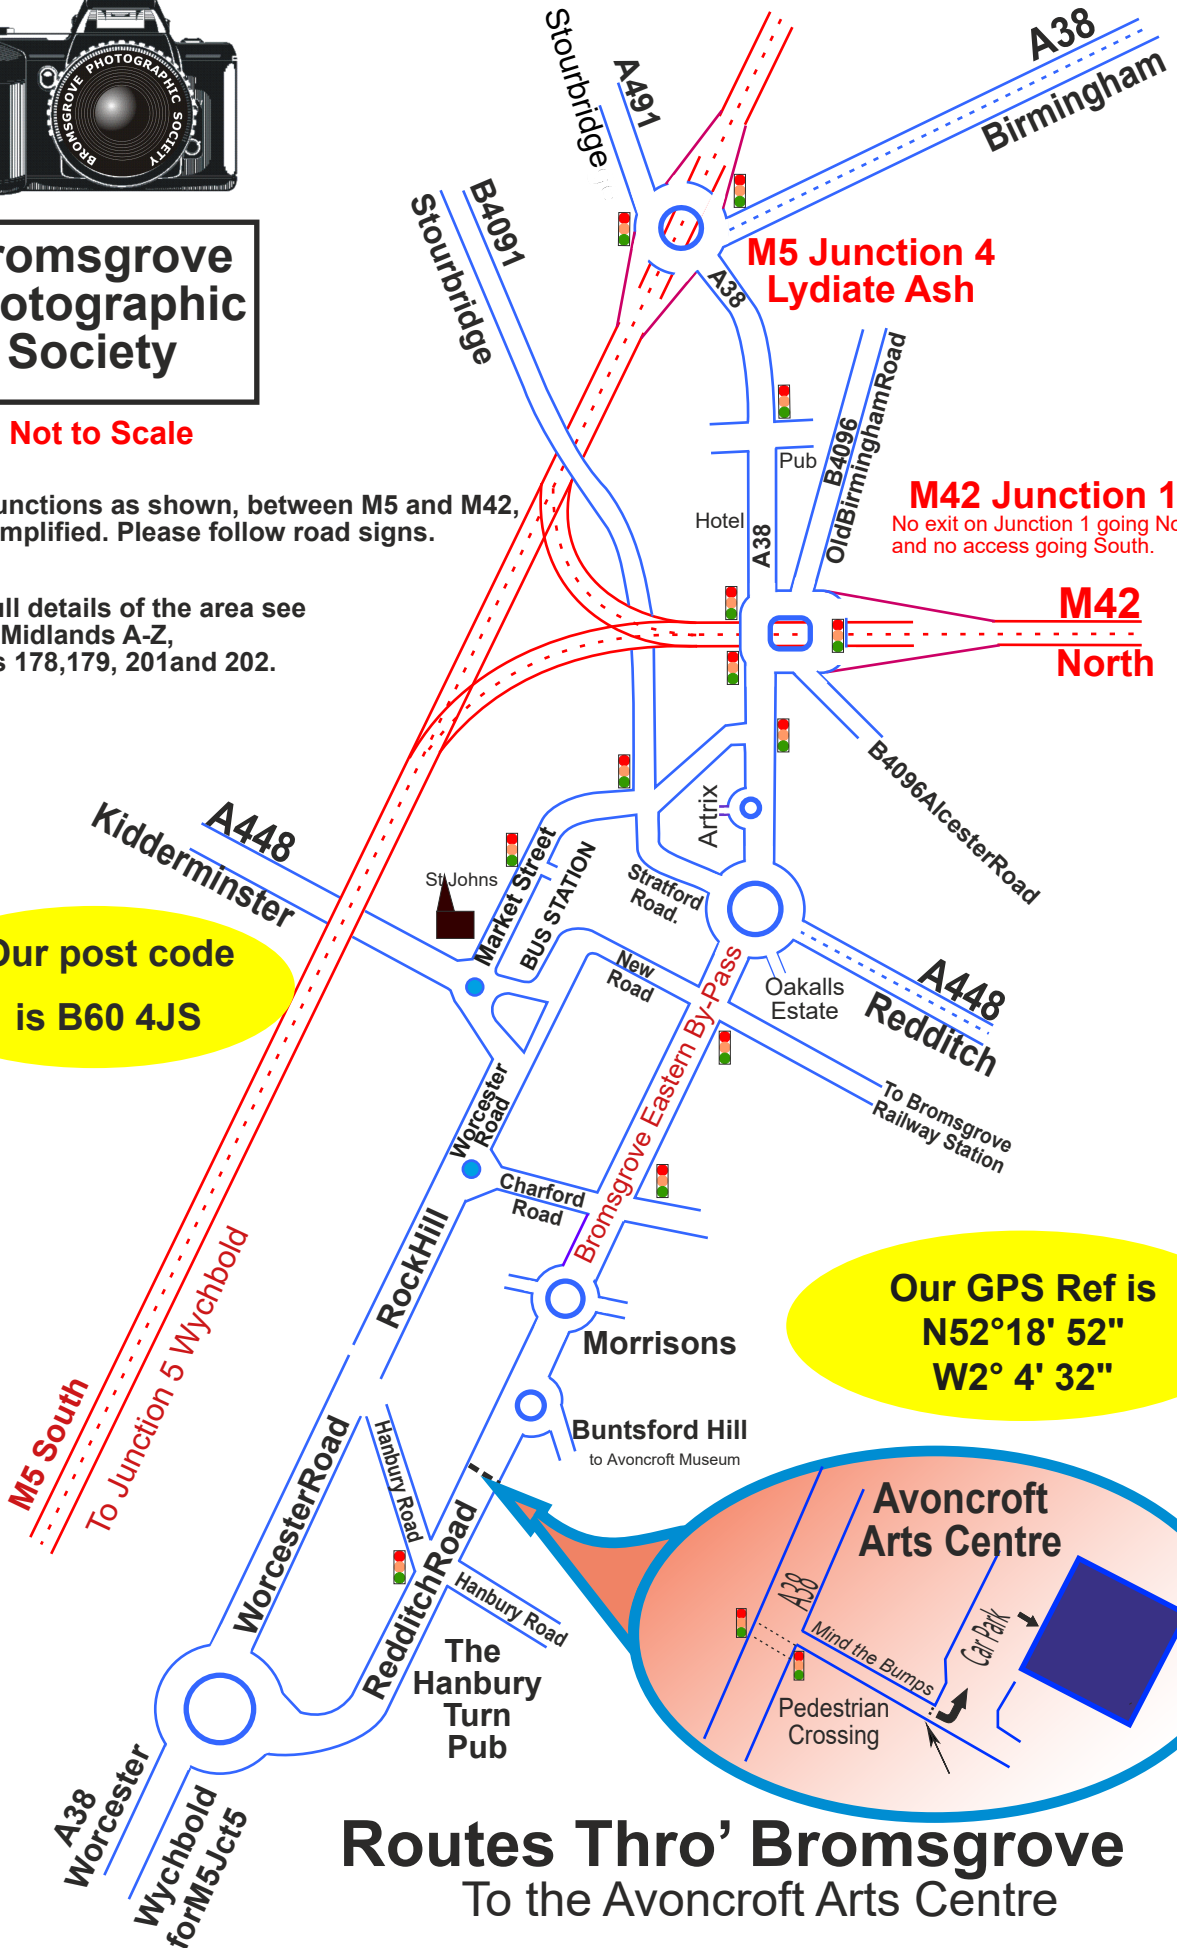 BROMSGROVE PHOTOGRAPHIC SOCIETY
romsgrove
otographic
Society
Not to Scale
unctions as shown, between M5 and M42,
mplified. Please follow road signs.
ull details of the area see
Midlands A-Z,
s 178,179, 201and 202.
Stourbridge
A491
A38
Birmingham
B4091
Stourbridge
M5 Junction 4
Lydiate Ash
A38
Pub
B4096
OldBirminghamRoad
Hotel
A38
M42 Junction 1
No exit on Junction 1 going No
and no access going South.
M42
North
B4096AlcesterRoad
Artrix
A448
Kidderminster
St Johns
Market Street
BUS STATION
Stratford
Road.
Our post code
is B60 4JS
New
Road
Oakalls
Estate
A448
Redditch
Bromsgrove Eastern By-Pass
To Bromsgrove
Railway Station
Worcester
Road
Charford
Road
RockHill
Morrisons
Our GPS Ref is
N52°18' 52"
W2° 4' 32"
M5 South
To Junction 5 Wychbold
Buntsford Hill
to Avoncroft Museum
Hanbury Road
WorcesterRoad
RedditchRoad
Hanbury Road
The
Hanbury
Turn
Pub
Avoncroft
Arts Centre
A38
Mind the Bumps
Car Park
Pedestrian
Crossing
A38
Worcester
Wychbold
forM5Jct5
Routes Thro’ Bromsgrove
To the Avoncroft Arts Centre